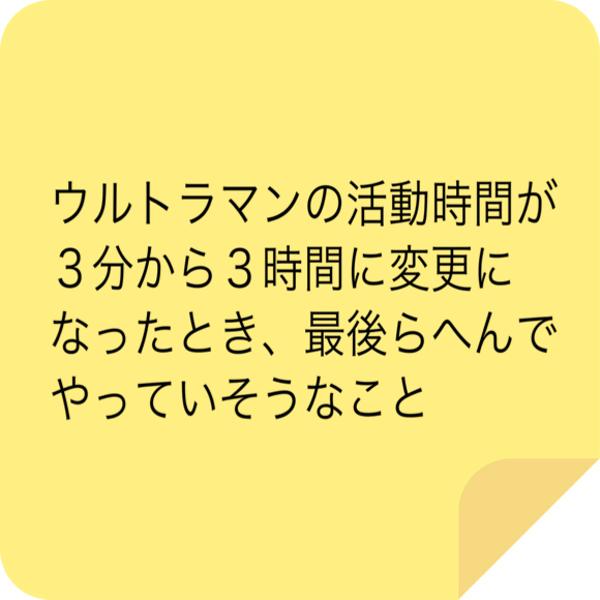 ウルトラマンの活動時間が
３分から３時間に変更に
なったとき、最後らへんで
やっていそうなこと